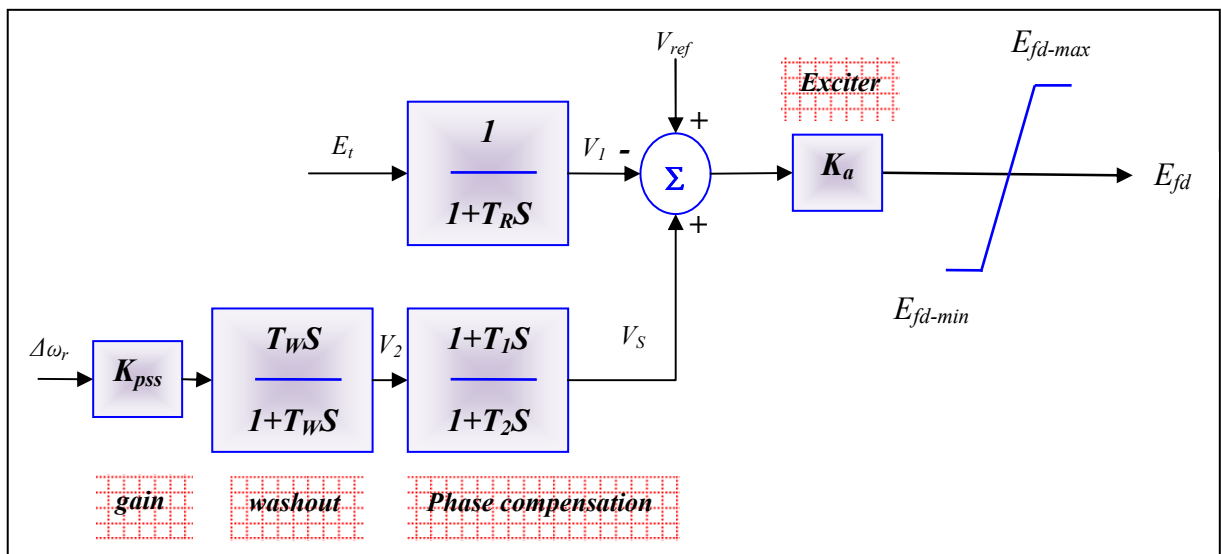 V_ref
E_fd-max
Exciter
1
1+T_RS
E_t
V_1
-
+
Σ
+
K_a
E_fd
E_fd-min
Δω_r
K_pss
T_WS
1+T_WS
V_2
1+T_1S
1+T_2S
V_S
gain
washout
Phase compensation